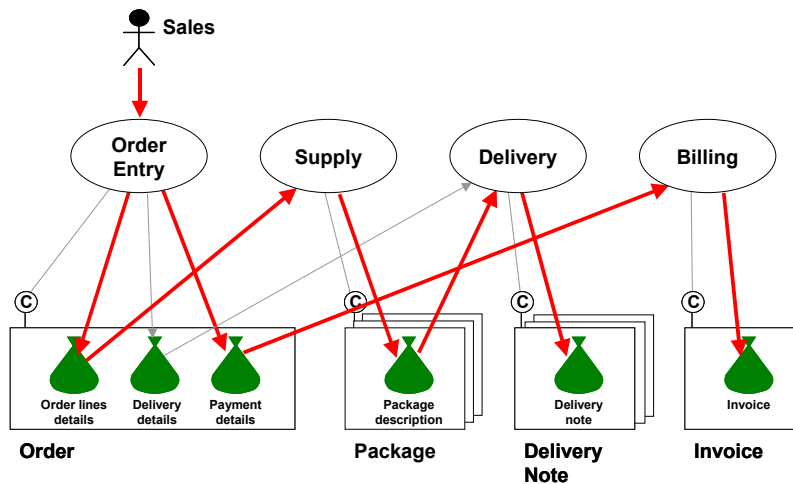 Sales
Order
Entry
Supply
Delivery
Billing
C
C
C
C
Order lines
details
Delivery
details
Payment
details
Package
description
Delivery
note
Invoice
Order
Package
Delivery
Note
Invoice